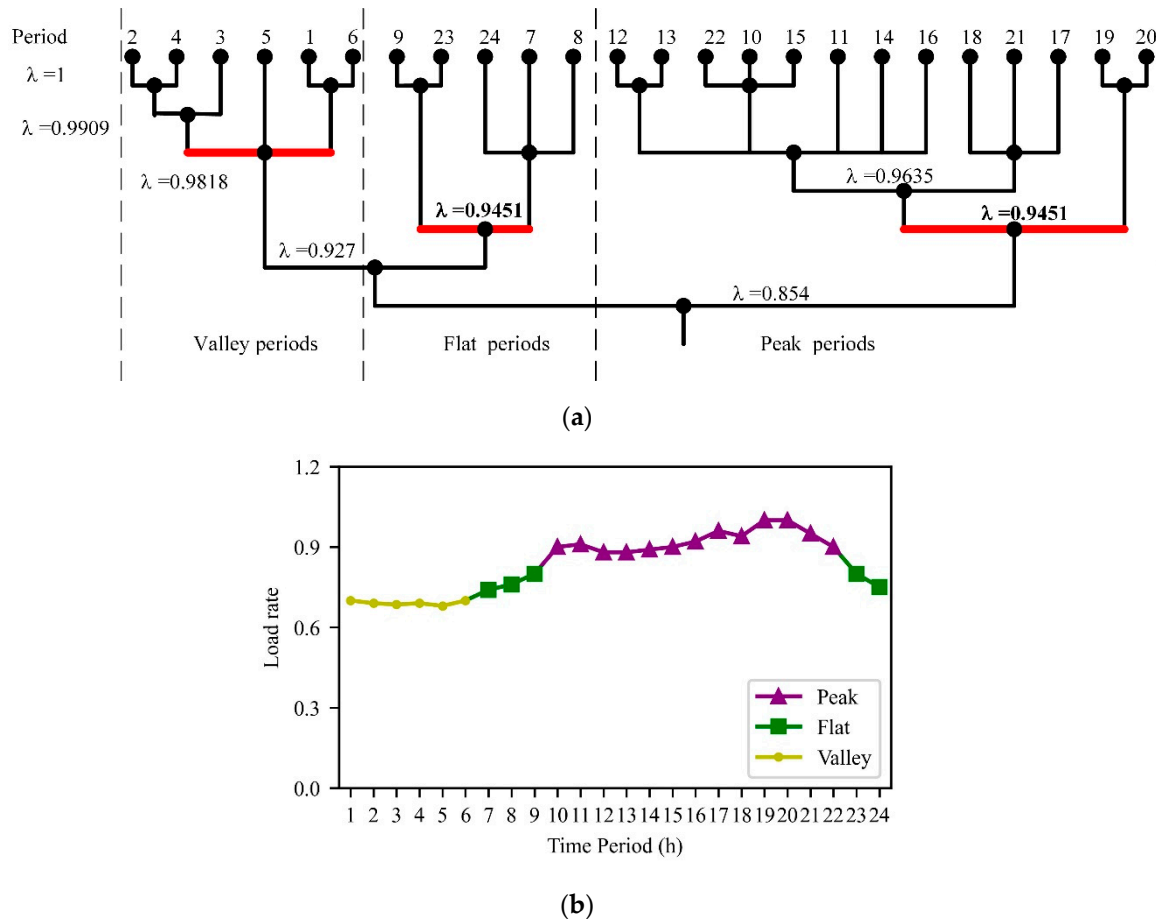 Period 2 4 3 5 1 6 9 23 24 7 8 12 13 22 10 15 11 14 16 18 21 17 19 20
λ =1
λ =0.9909
λ =0.9818 λ =0.9635
λ =0.9451 λ =0.9451
λ =0.927
λ =0.854
Valley periods Flat periods Peak periods
(a)
1.2
0.9
0.6
0.3
0.0
Load rate
Peak
Flat
Valley
1 2 3 4 5 6 7 8 9 10 11 12 13 14 15 16 17 18 19 20 21 22 23 24
Time Period (h)
(b)